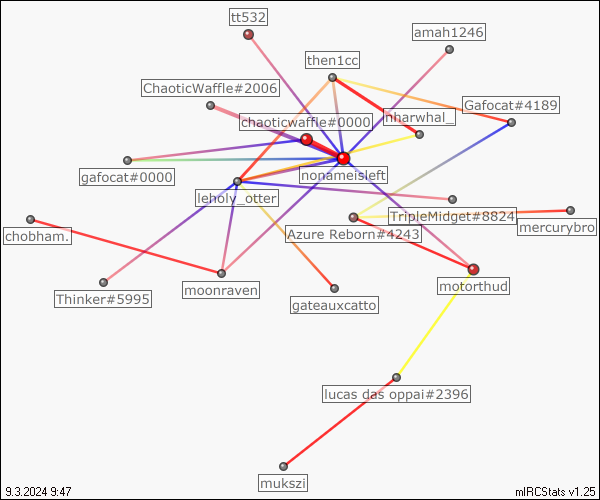 tt532
amah1246
then1cc
ChaoticWaffle#2006
Gafocat#4189
nharwhal_
chaoticwaffle#0000
gafocat#0000
nonameisleft
leholy_otter
TripleMidget#8824
mercurybro
chobham.
Azure Reborn#4243
Thinker#5995
moonraven
gateauxcatto
motorthud
lucas das oppai#2396
mukszi
9.3.2024 9:47
mIRCStats v1.25